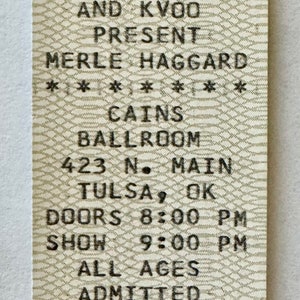 AND KVOO
PRESENT
MERLE HAGGARD
*******
CAINS
BALLROOM
423 N. MAIN
TULSA, OK
DOORS 8:00 PM
SHOW 9:00 PM
ALL AGES
ADMITTED